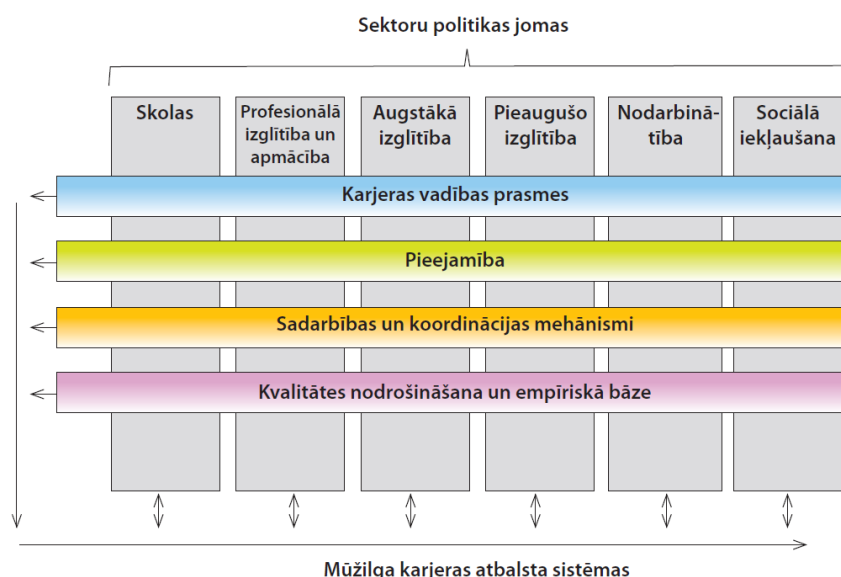 Sektoru politikas jomas
Skolas
Profesionālā
izglītība un
apmācība
Augstākā
izglītība
Pieaugušo
izglītība
Nodarbinā-
tība
Sociālā
iekļaušana
Karjeras vadības prasmes
Pieejamība
Sadarbības un koordinācijas mehānismi
Kvalitātes nodrošināšana un empīriskā bāze
Mūžilga karjeras atbalsta sistēmas